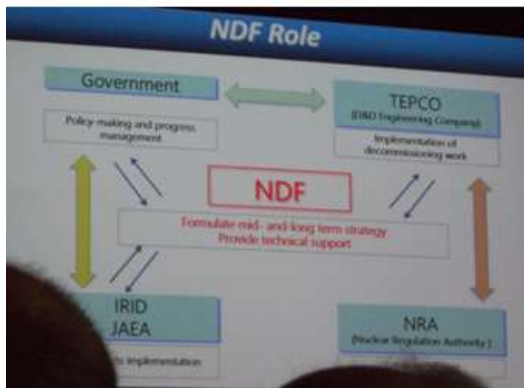 NDF Role
Government
Policy making and progress
management
TEPCO
(D&D Engineering Company)
Implementation of
decommissioning work
NDF
Formulate mid- and-long term strategy
Provide technical support
IRID
JAEA
implementation
NRA
(Nuclear Regulation Authority )